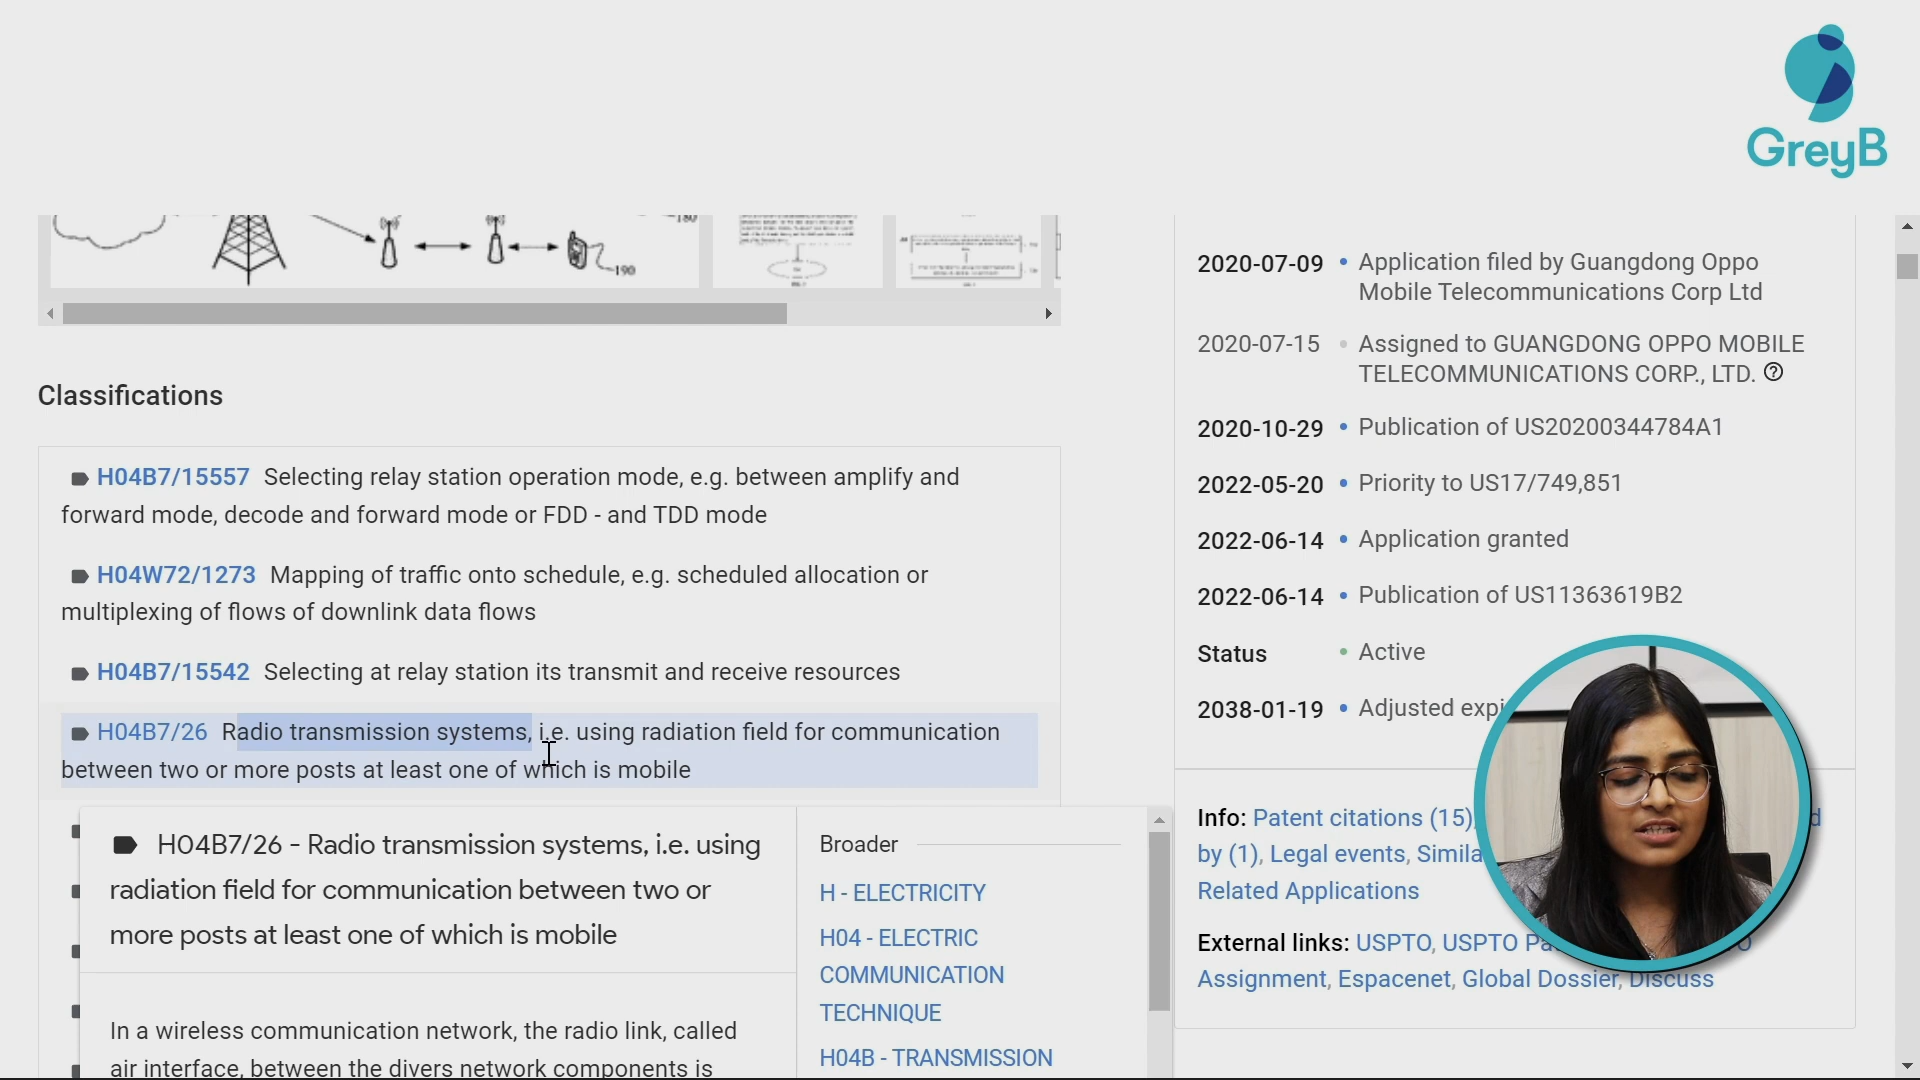 GreyB
180
190
Classifications
H04B7/15557 Selecting relay station operation mode, e.g. between amplify and
forward mode, decode and forward mode or FDD - and TDD mode
H04W72/1273 Mapping of traffic onto schedule, e.g. scheduled allocation or
multiplexing of flows of downlink data flows
H04B7/15542 Selecting at relay station its transmit and receive resources
H04B7/26 Radio transmission systems, i.e. using radiation field for communication
between two or more posts at least one of which is mobile
H04B7/26 - Radio transmission systems, i.e. using
radiation field for communication between two or
more posts at least one of which is mobile
In a wireless communication network, the radio link, called
air interface, between the divers network components is
Broader
H - ELECTRICITY
H04 - ELECTRIC
COMMUNICATION
TECHNIQUE
H04B - TRANSMISSION
2020-07-09 • Application filed by Guangdong Oppo
Mobile Telecommunications Corp Ltd
2020-07-15 • Assigned to GUANGDONG OPPO MOBILE
TELECOMMUNICATIONS CORP., LTD.
2020-10-29 • Publication of US20200344784A1
2022-05-20 • Priority to US17/749,851
2022-06-14 • Application granted
2022-06-14 • Publication of US11363619B2
Status • Active
2038-01-19 • Adjusted
Info: Patent citations (15),
by (1), Legal events,
Related Applications
External links: USPTO, USPTO
Assignment, Espacenet, Global Dossier, Discuss